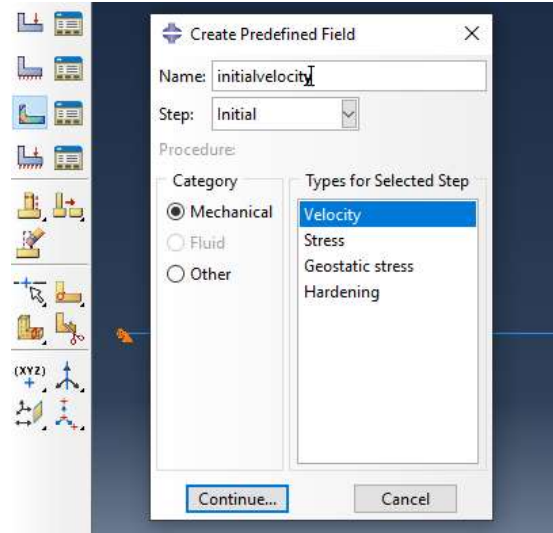 Create Predefined Field
Name: initialvelocity
Step: Initial
Procedure:
Category
Mechanical
Fluid
Other
Types for Selected Step
Velocity
Stress
Geostatic stress
Hardening
Continue...
Cancel
(XYZ)